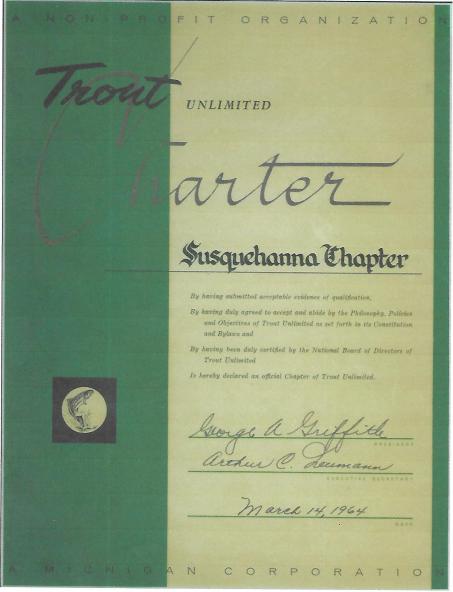 A NON-PROFIT ORGANIZATION
Trout UNLIMITED
Charter
Susquehanna Chapter
By having submitted acceptable evidence of qualification,
By having duly agreed to accept and abide by the Philosophy, Policies
and Objectives of Trout Unlimited as set forth in its Constitution
and Bylaws and
By having been duly certified by the National Board of Directors of
Trout Unlimited
Is hereby declared an official Chapter of Trout Unlimited.
George A Griffith
PRESIDENT
Arthur C. Neumann
EXECUTIVE SECRETARY
March 14, 1964
DATE
A MICHIGAN CORPORATION